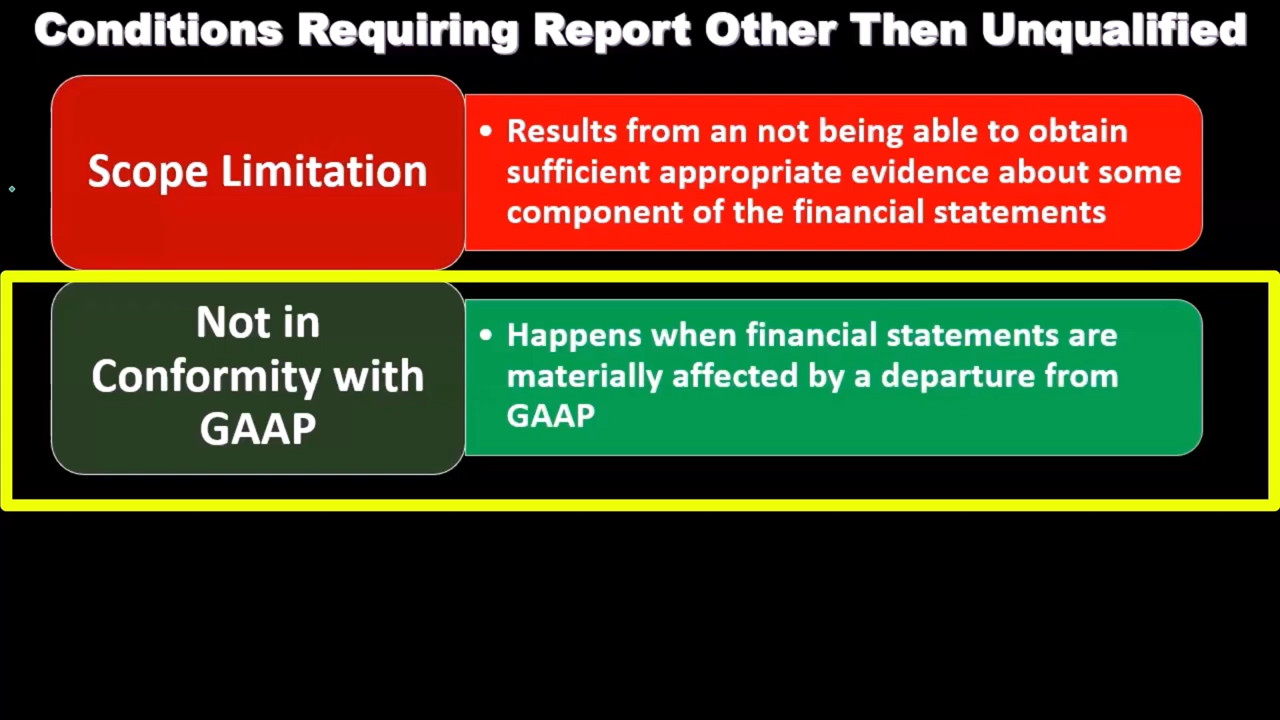 Conditions Requiring Report Other Then Unqualified
Scope Limitation
• Results from an not being able to obtain
sufficient appropriate evidence about some
component of the financial statements
Not in
Conformity with
GAAP
• Happens when financial statements are
materially affected by a departure from
GAAP